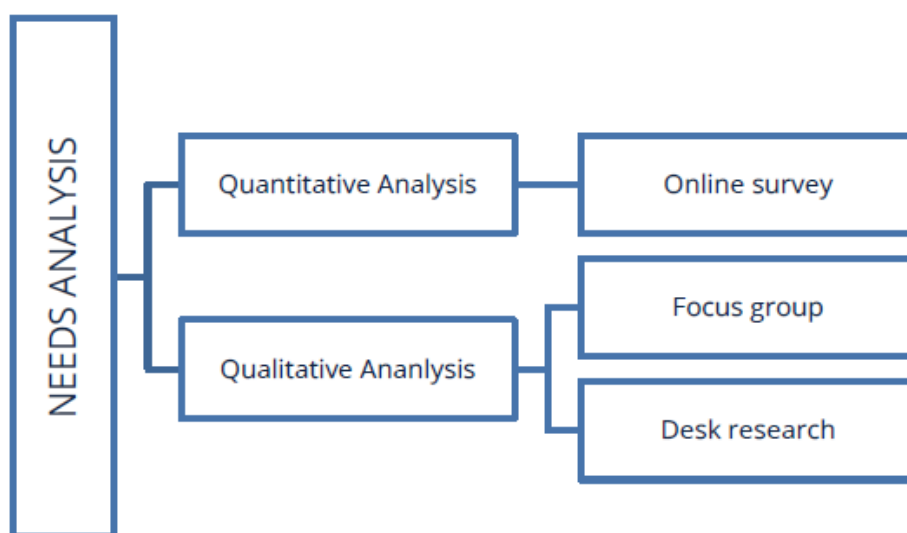 NEEDS ANALYSIS
Quantitative Analysis
Online survey
Qualitative Ananlysis
Focus group
Desk research